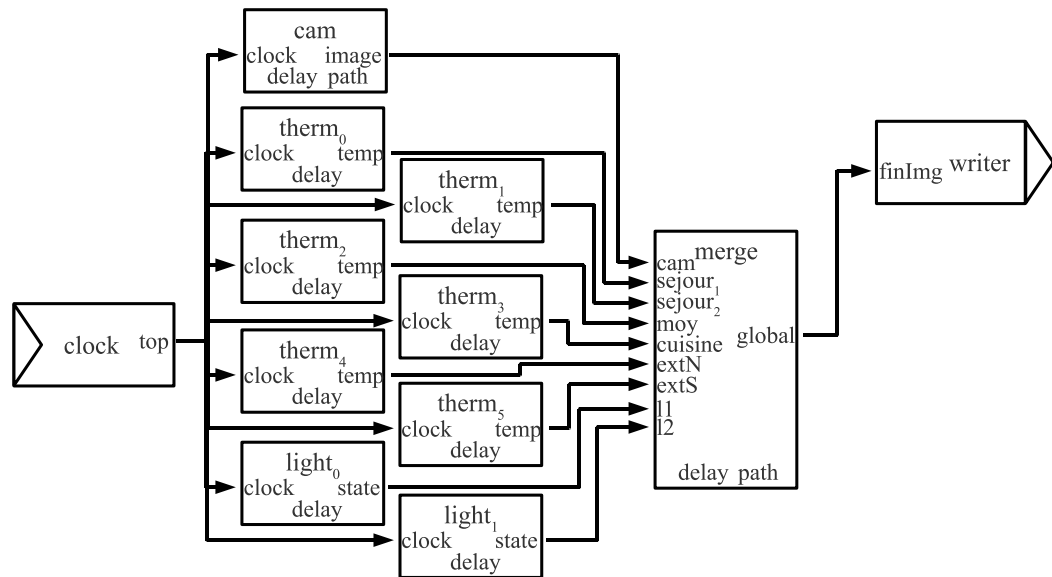 cam
clock image
delay path
therm₀
clock temp
delay
therm₁
clock temp
delay
therm₂
clock temp
delay
therm₃
clock temp
delay
therm₄
clock temp
delay
therm₅
clock temp
delay
light₀
clock state
delay
light₁
clock state
delay
clock top
merge
cam
sejour₁
sejour₂
moy
cuisine
extN
extS
l1
l2
global
delay path
finImg writer